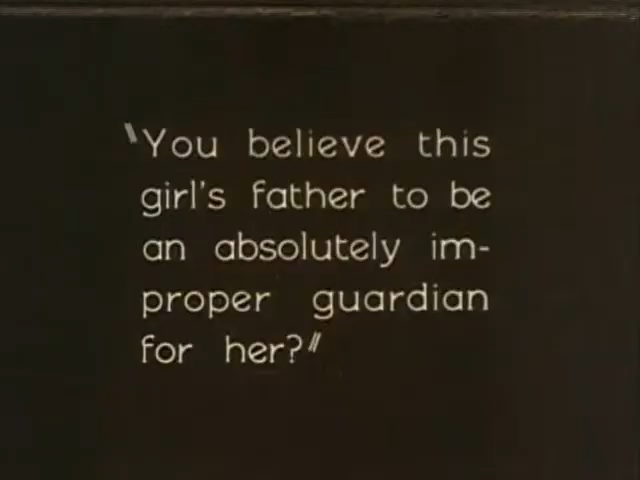 "You believe this
girl's father to be
an absolutely im-
proper guardian
for her?"